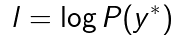 I = log P(y*)